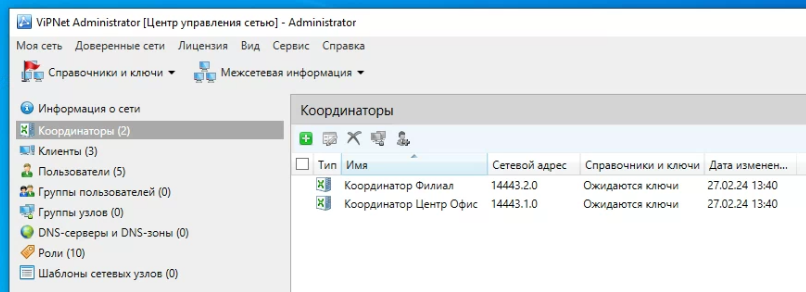 ViPNet Administrator [Центр управления сетью] - Administrator
Моя сеть Доверенные сети Лицензия Вид Сервис Справка
Справочники и ключи Межсетевая информация
Информация о сети
Координаторы (2)
Клиенты (3)
Пользователи (5)
Группы пользователей (0)
Группы узлов (0)
DNS-серверы и DNS-зоны (0)
Роли (10)
Шаблоны сетевых узлов (0)
Координаторы
Тип Имя Сетевой адрес Справочники и ключи Дата изменен...
Координатор Филиал 14443.2.0 Ожидаются ключи 27.02.24 13:40
Координатор Центр Офис 14443.1.0 Ожидаются ключи 27.02.24 13:40